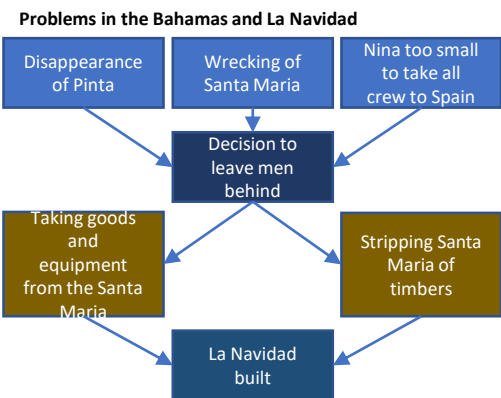 Problems in the Bahamas and La Navidad
Disappearance
of Pinta
Wrecking of
Santa Maria
Nina too small
to take all
crew to Spain
Decision to
leave men
behind
Taking goods
and
equipment
from the Santa
Maria
Stripping Santa
Maria of
timbers
La Navidad
built